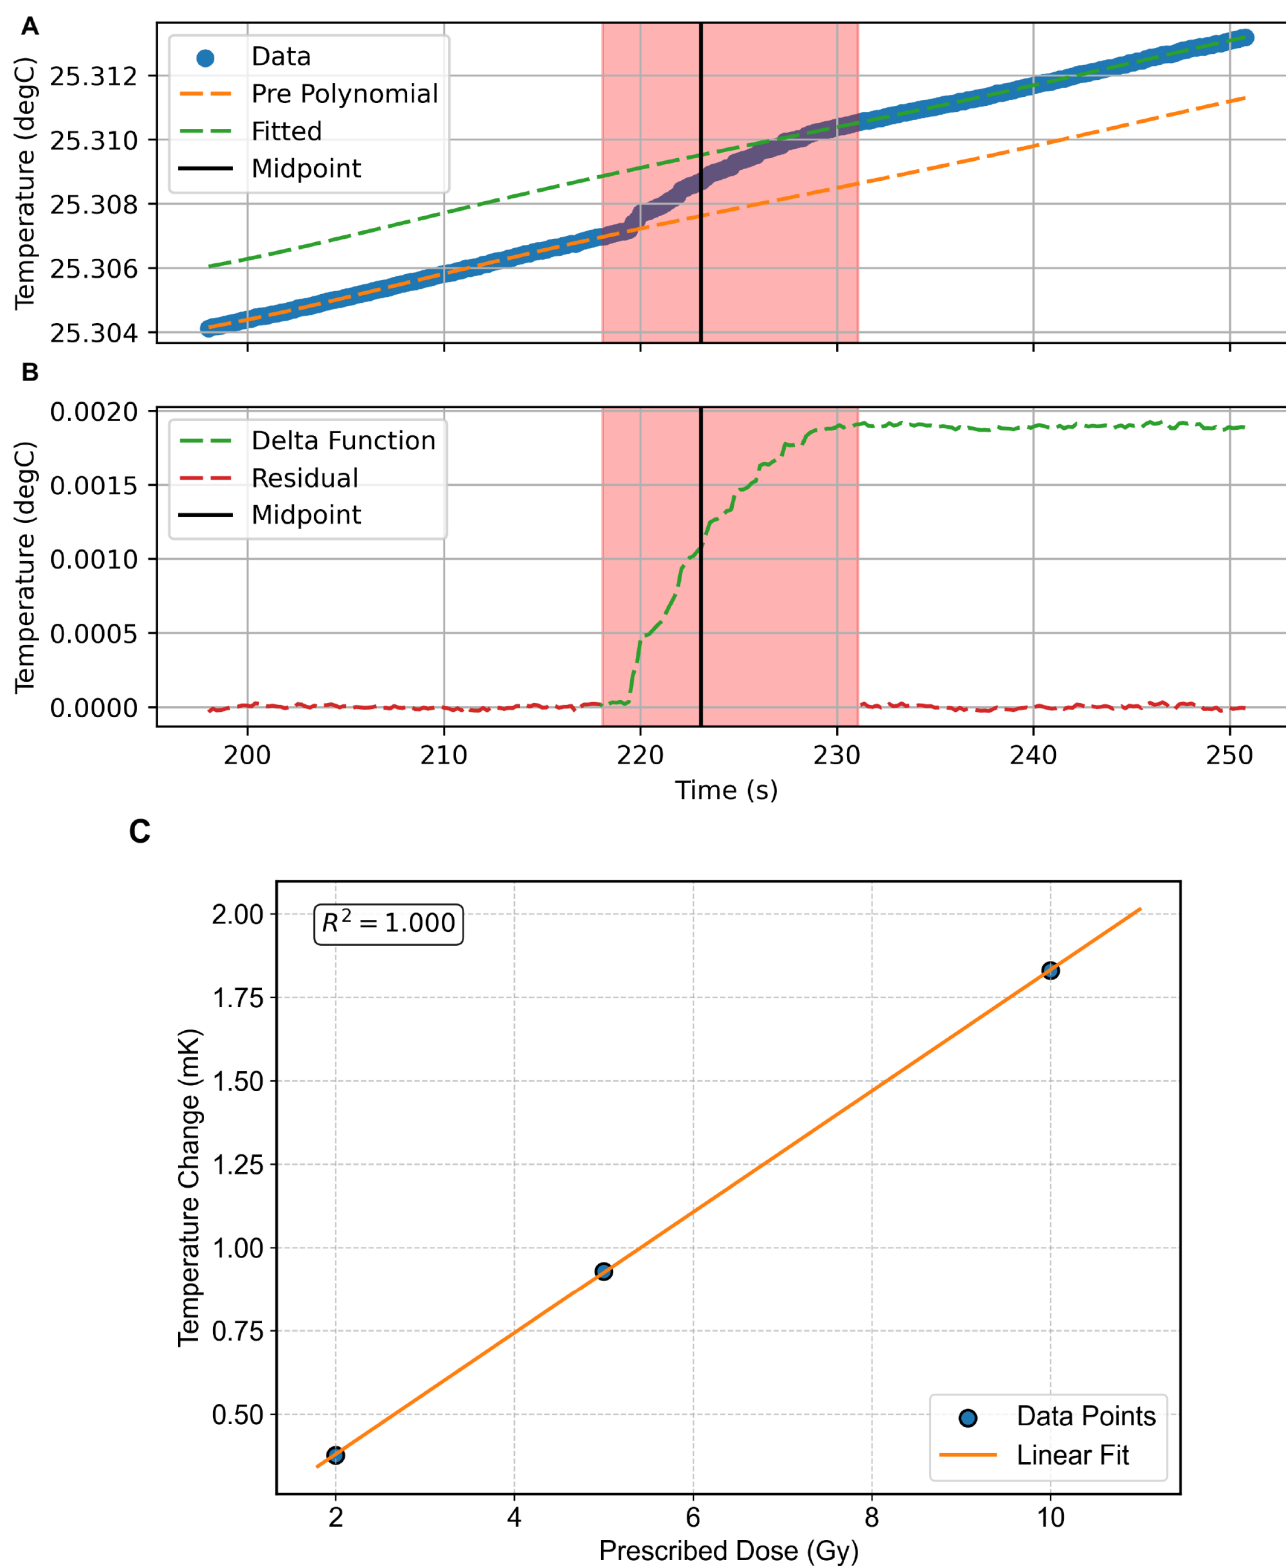 A
Temperature (degC)
25.312
25.310
25.308
25.306
25.304
Data
Pre Polynomial
Fitted
Midpoint
B
Temperature (degC)
0.0020
0.0015
0.0010
0.0005
0.0000
Delta Function
Residual
Midpoint
200 210 220 230 240 250
Time (s)
C
Temperature Change (mK)
2.00
1.75
1.50
1.25
1.00
0.75
0.50
R² = 1.000
Data Points
Linear Fit
2 4 6 8 10
Prescribed Dose (Gy)